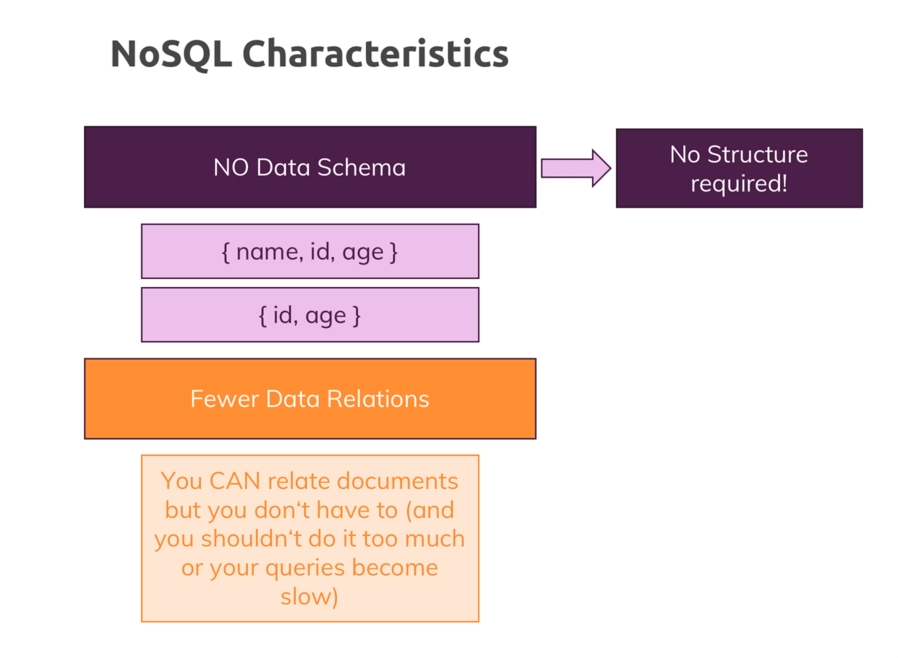 NoSQL Characteristics
NO Data Schema
No Structure
required!
{ name, id, age }
{ id, age }
Fewer Data Relations
You CAN relate documents
but you don‘t have to (and
you shouldn‘t do it too much
or your queries become
slow)